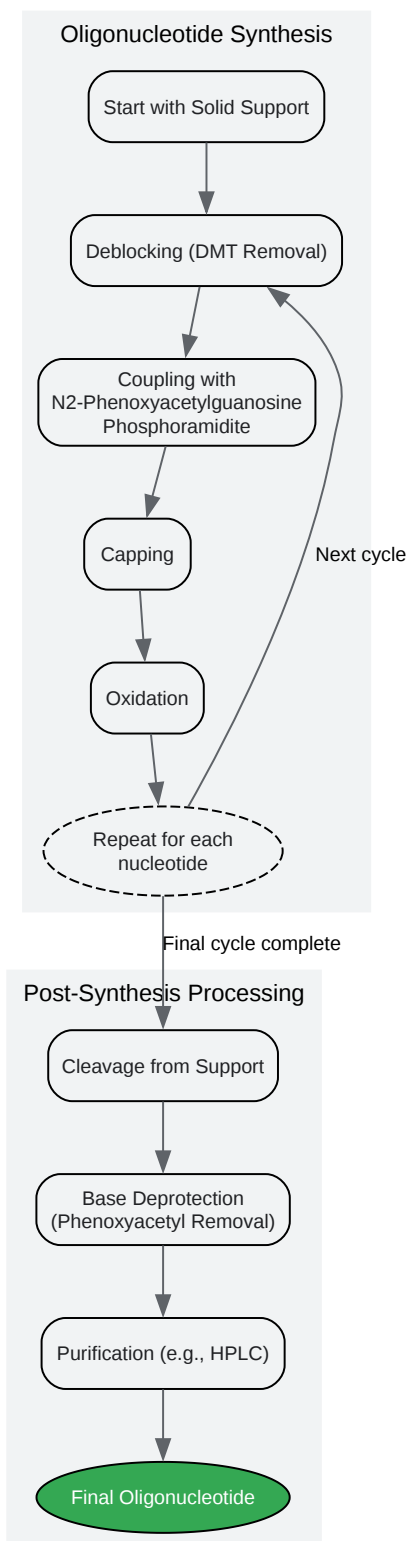 Oligonucleotide Synthesis
Start with Solid Support
Deblocking (DMT Removal)
Coupling with
N2-Phenoxyacetylguanosine
Phosphoramidite
Capping
Next cycle
Oxidation
Repeat for each
nucleotide
Final cycle complete
Post-Synthesis Processing
Cleavage from Support
Base Deprotection
(Phenoxyacetyl Removal)
Purification (e.g., HPLC)
Final Oligonucleotide